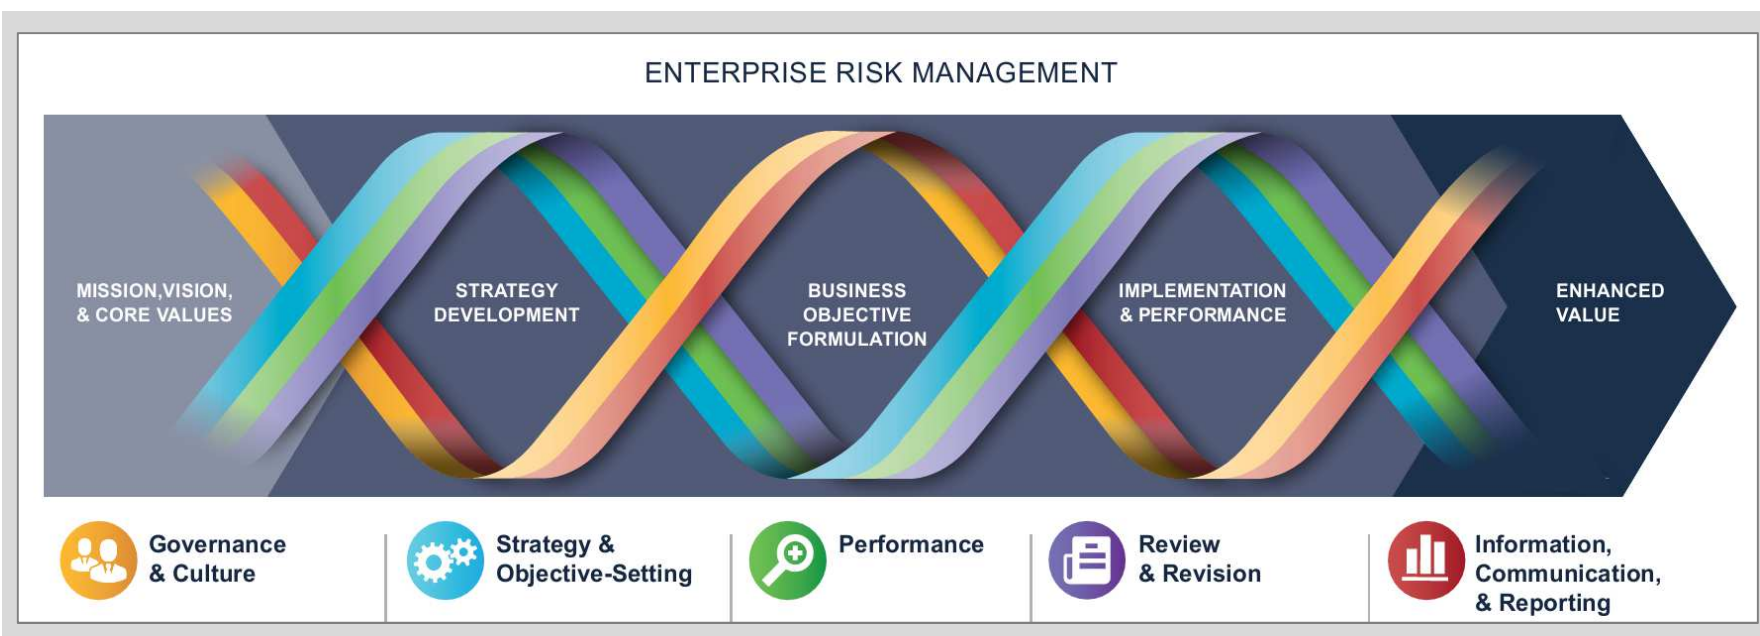 ENTERPRISE RISK MANAGEMENT
MISSION,VISION,
& CORE VALUES
STRATEGY
DEVELOPMENT
BUSINESS
OBJECTIVE
FORMULATION
IMPLEMENTATION
& PERFORMANCE
ENHANCED
VALUE
Governance
& Culture
Strategy &
Objective-Setting
Performance
Review
& Revision
Information,
Communication,
& Reporting